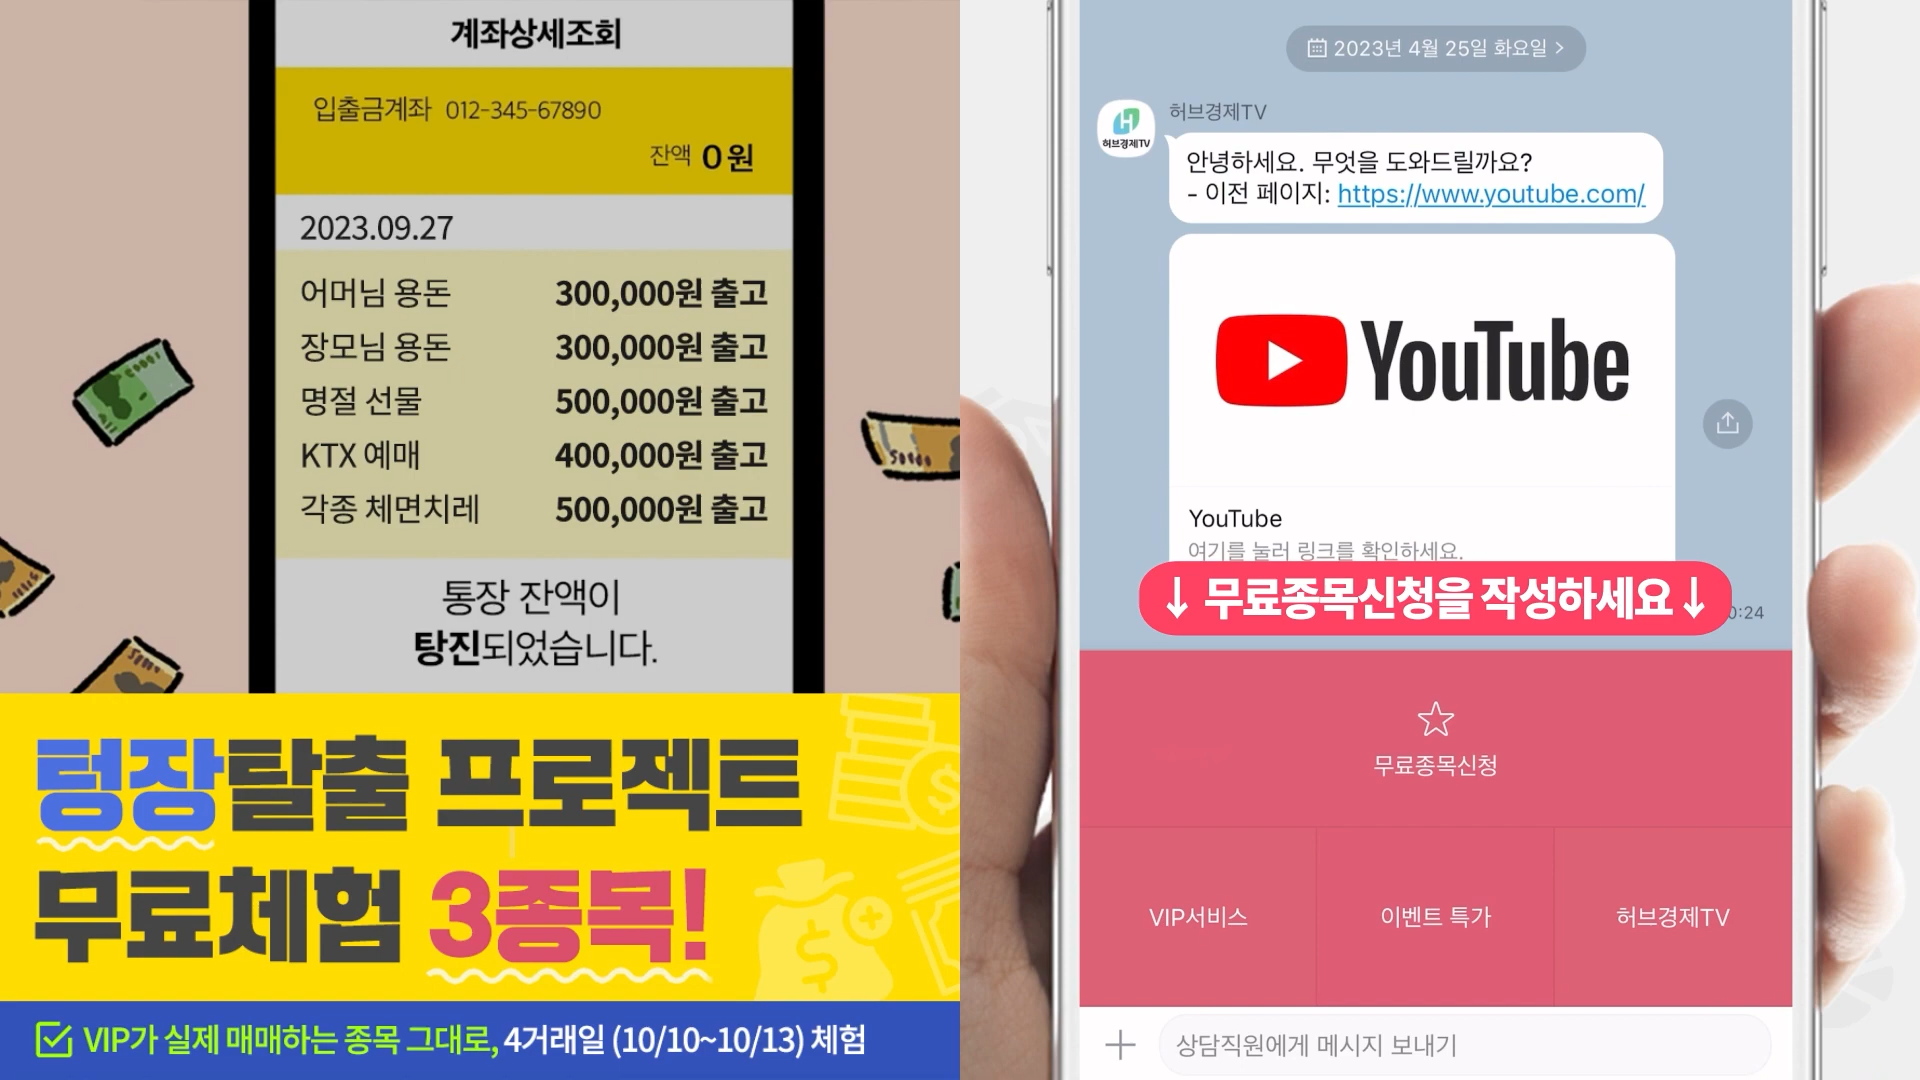 계좌상세조회
입출금계좌 012-345-67890
잔액 0원
2023.09.27
어머님 용돈 300,000원 출고
장모님 용돈 300,000원 출고
명절 선물 500,000원 출고
KTX 예매 400,000원 출고
각종 체면치레 500,000원 출고
통장 잔액이
탕진되었습니다.
텅장탈출 프로젝트
무료체험 3종목!
VIP가 실제 매매하는 종목 그대로, 4거래일 (10/10~10/13) 체험
2023년 4월 25일 화요일 >
허브경제TV
허브경제TV
안녕하세요. 무엇을 도와드릴까요?
- 이전 페이지: https://www.youtube.com/
YouTube
YouTube
여기를 눌러 링크를 확인하세요.
↓ 무료종목신청을 작성하세요 ↓
0:24
무료종목신청
VIP서비스 이벤트 특가 허브경제TV
상담직원에게 메시지 보내기